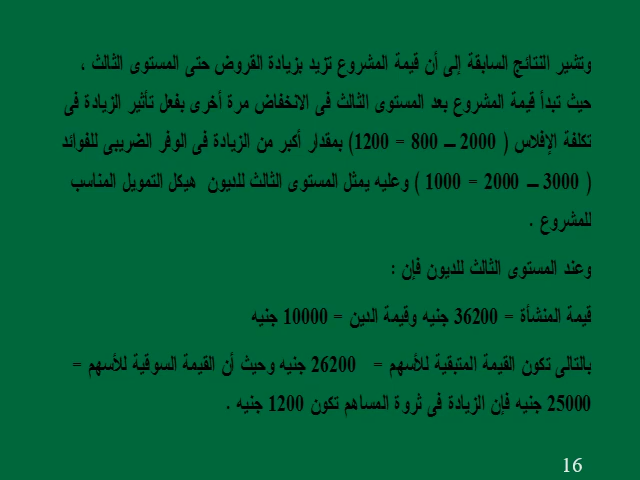 وتشير النتائج السابقة إلى أن قيمة المشروع تزيد بزيادة القروض حتى المستوى الثالث ،
حيث تبدأ قيمة المشروع بعد المستوى الثالث فى الانخفاض مرة أخرى بفعل تأثير الزيادة فى
تكلفة الإفلاس ( 2000 – 800 = 1200) بمقدار أكبر من الزيادة فى الوفر الضريبى للفوائد
( 3000 – 2000 = 1000 ) وعليه يمثل المستوى الثالث للديون هيكل التمويل المناسب
للمشروع .
وعند المستوى الثالث للديون فإن :
قيمة المنشأة = 36200 جنيه وقيمة الدين = 10000 جنيه
بالتالى تكون القيمة المتبقية للأسهم = 26200 جنيه وحيث أن القيمة السوقية للأسهم =
25000 جنيه فإن الزيادة فى ثروة المساهم تكون 1200 جنيه .
16